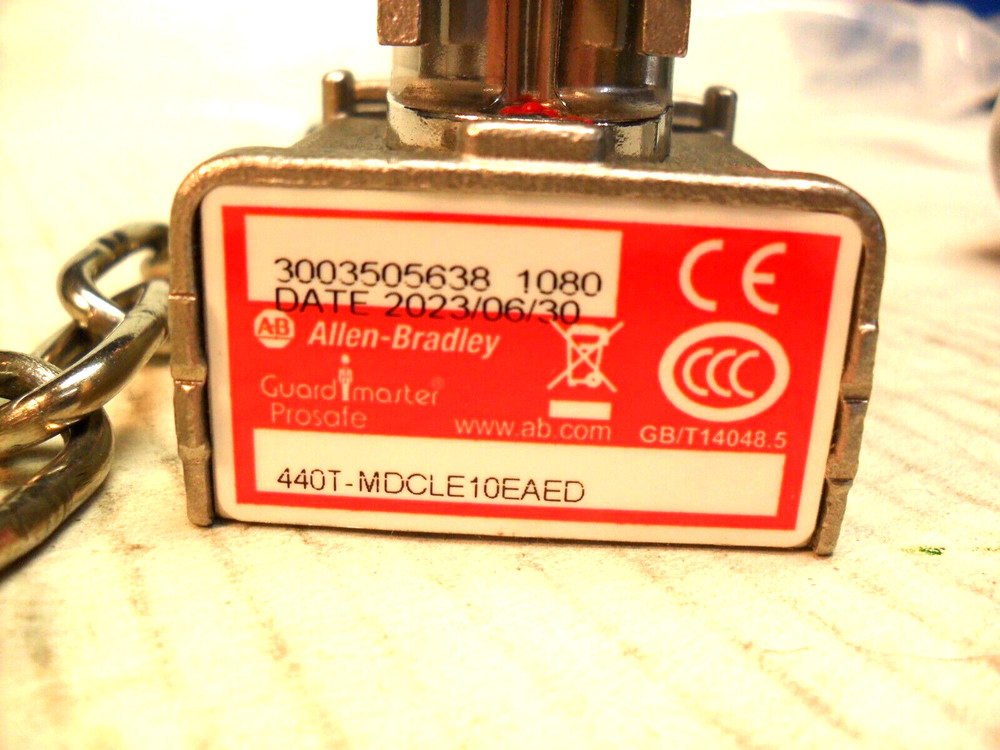 3003505638 1080
DATE 2023/06/30
CE
A-B Allen-Bradley
Guardmaster®
Prosafe
CCC
www.ab.com
GB/T14048.5
440T-MDCLE10EAED